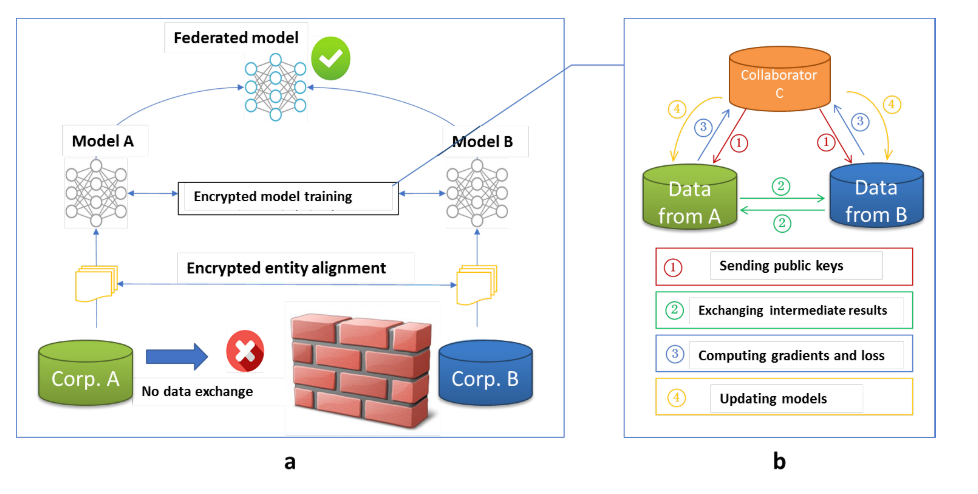 Federated model
Model A
Model B
Encrypted model training
Encrypted entity alignment
Corp. A
No data exchange
Corp. B
a
Collaborator
C
4
3
1
1
3
4
Data
from A
2
2
Data
from B
1 Sending public keys
2 Exchanging intermediate results
3 Computing gradients and loss
4 Updating models
b